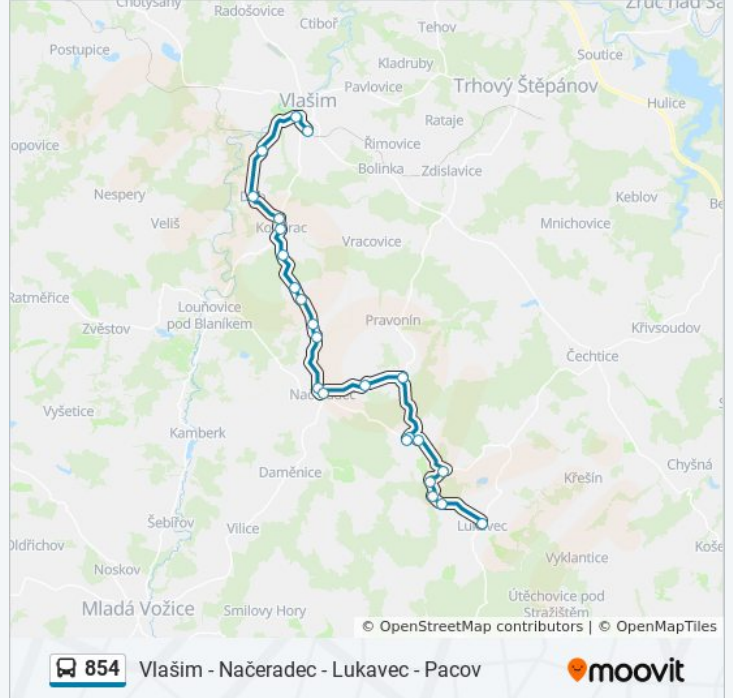 Chotýšany
Radošovice
Ctiboř
Zruč nad Sá
Tehov
Postupice
Soutice
Kladruby
Pavlovice
Trhový Štěpánov
Vlašim
Hulice
Rataje
Římovice
opovice
Bolinka
Zdislavice
Nespery
Keblov
Be
Veliš
Mnichovice
Vracovice
Ratměřice
Louňovice
pod Blaníkem
Pravonín
Křivsoudov
Zvěstov
Čechtice
Vyšetice
Kamberk
Chyšná
Daměnice
Křešín
Šebířov
Vilice
Lukavec
Oldřichov
Koše
Vyklantice
Noskov
Útěchovice pod
Stražištěm
Mladá Vožice
Smilovy Hory
© OpenStreetMap contributors | © OpenMapTiles
854 Vlašim - Načeradec - Lukavec - Pacov
moovit